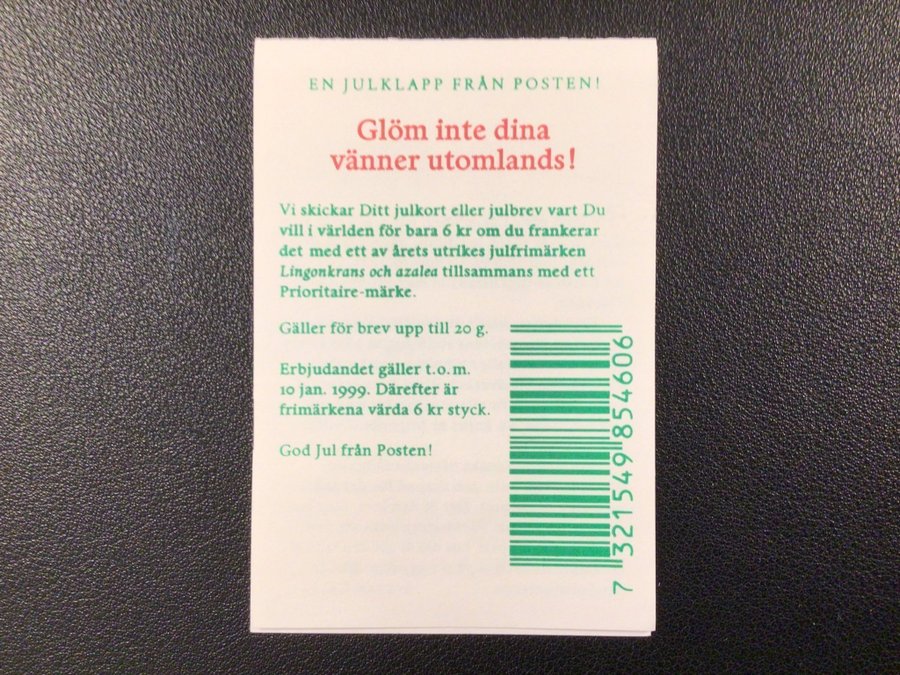 EN JULKLAPP FRÅN POSTEN!
Glöm inte dina
vänner utomlands!
Vi skickar Ditt julkort eller julbrev vart Du
vill i världen för bara 6 kr om du frankerar
det med ett av årets utrikes julfrimärken
Lingonkrans och azalea tillsammans med ett
Prioritaire-märke.
Gäller för brev upp till 20 g.
Erbjudandet gäller t.o.m.
10 jan. 1999. Därefter är
frimärkena värda 6 kr styck.
God Jul från Posten!
7 321549 854606